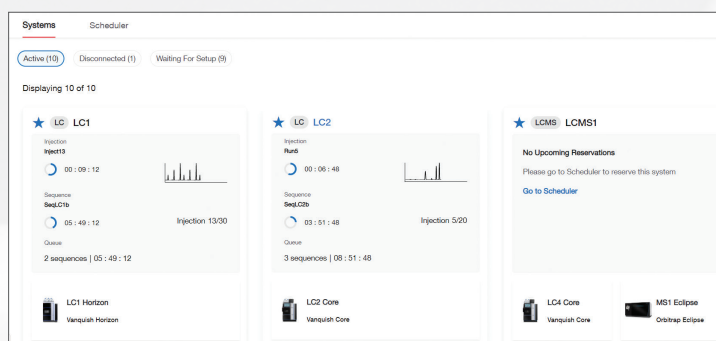 Systems Scheduler
Active (10) Disconnected (1) Waiting For Setup (9)
Displaying 10 of 10
LC LC1
Injection
Inject13
00 : 09 : 12
Sequence
SeqLC1b
05 : 49 : 12 Injection 13/30
Queue
2 sequences | 05 : 49 : 12
LC1 Horizon
Vanquish Horizon
LC LC2
Injection
Run5
00 : 06 : 48
Sequence
SeqLC2b
03 : 51 : 48 Injection 5/20
Queue
3 sequences | 08 : 51 : 48
LC2 Core
Vanquish Core
LCMS LCMS1
No Upcoming Reservations
Please go to Scheduler to reserve this system
Go to Scheduler
LC4 Core
Vanquish Core
MS1 Eclipse
Orbitrap Eclipse